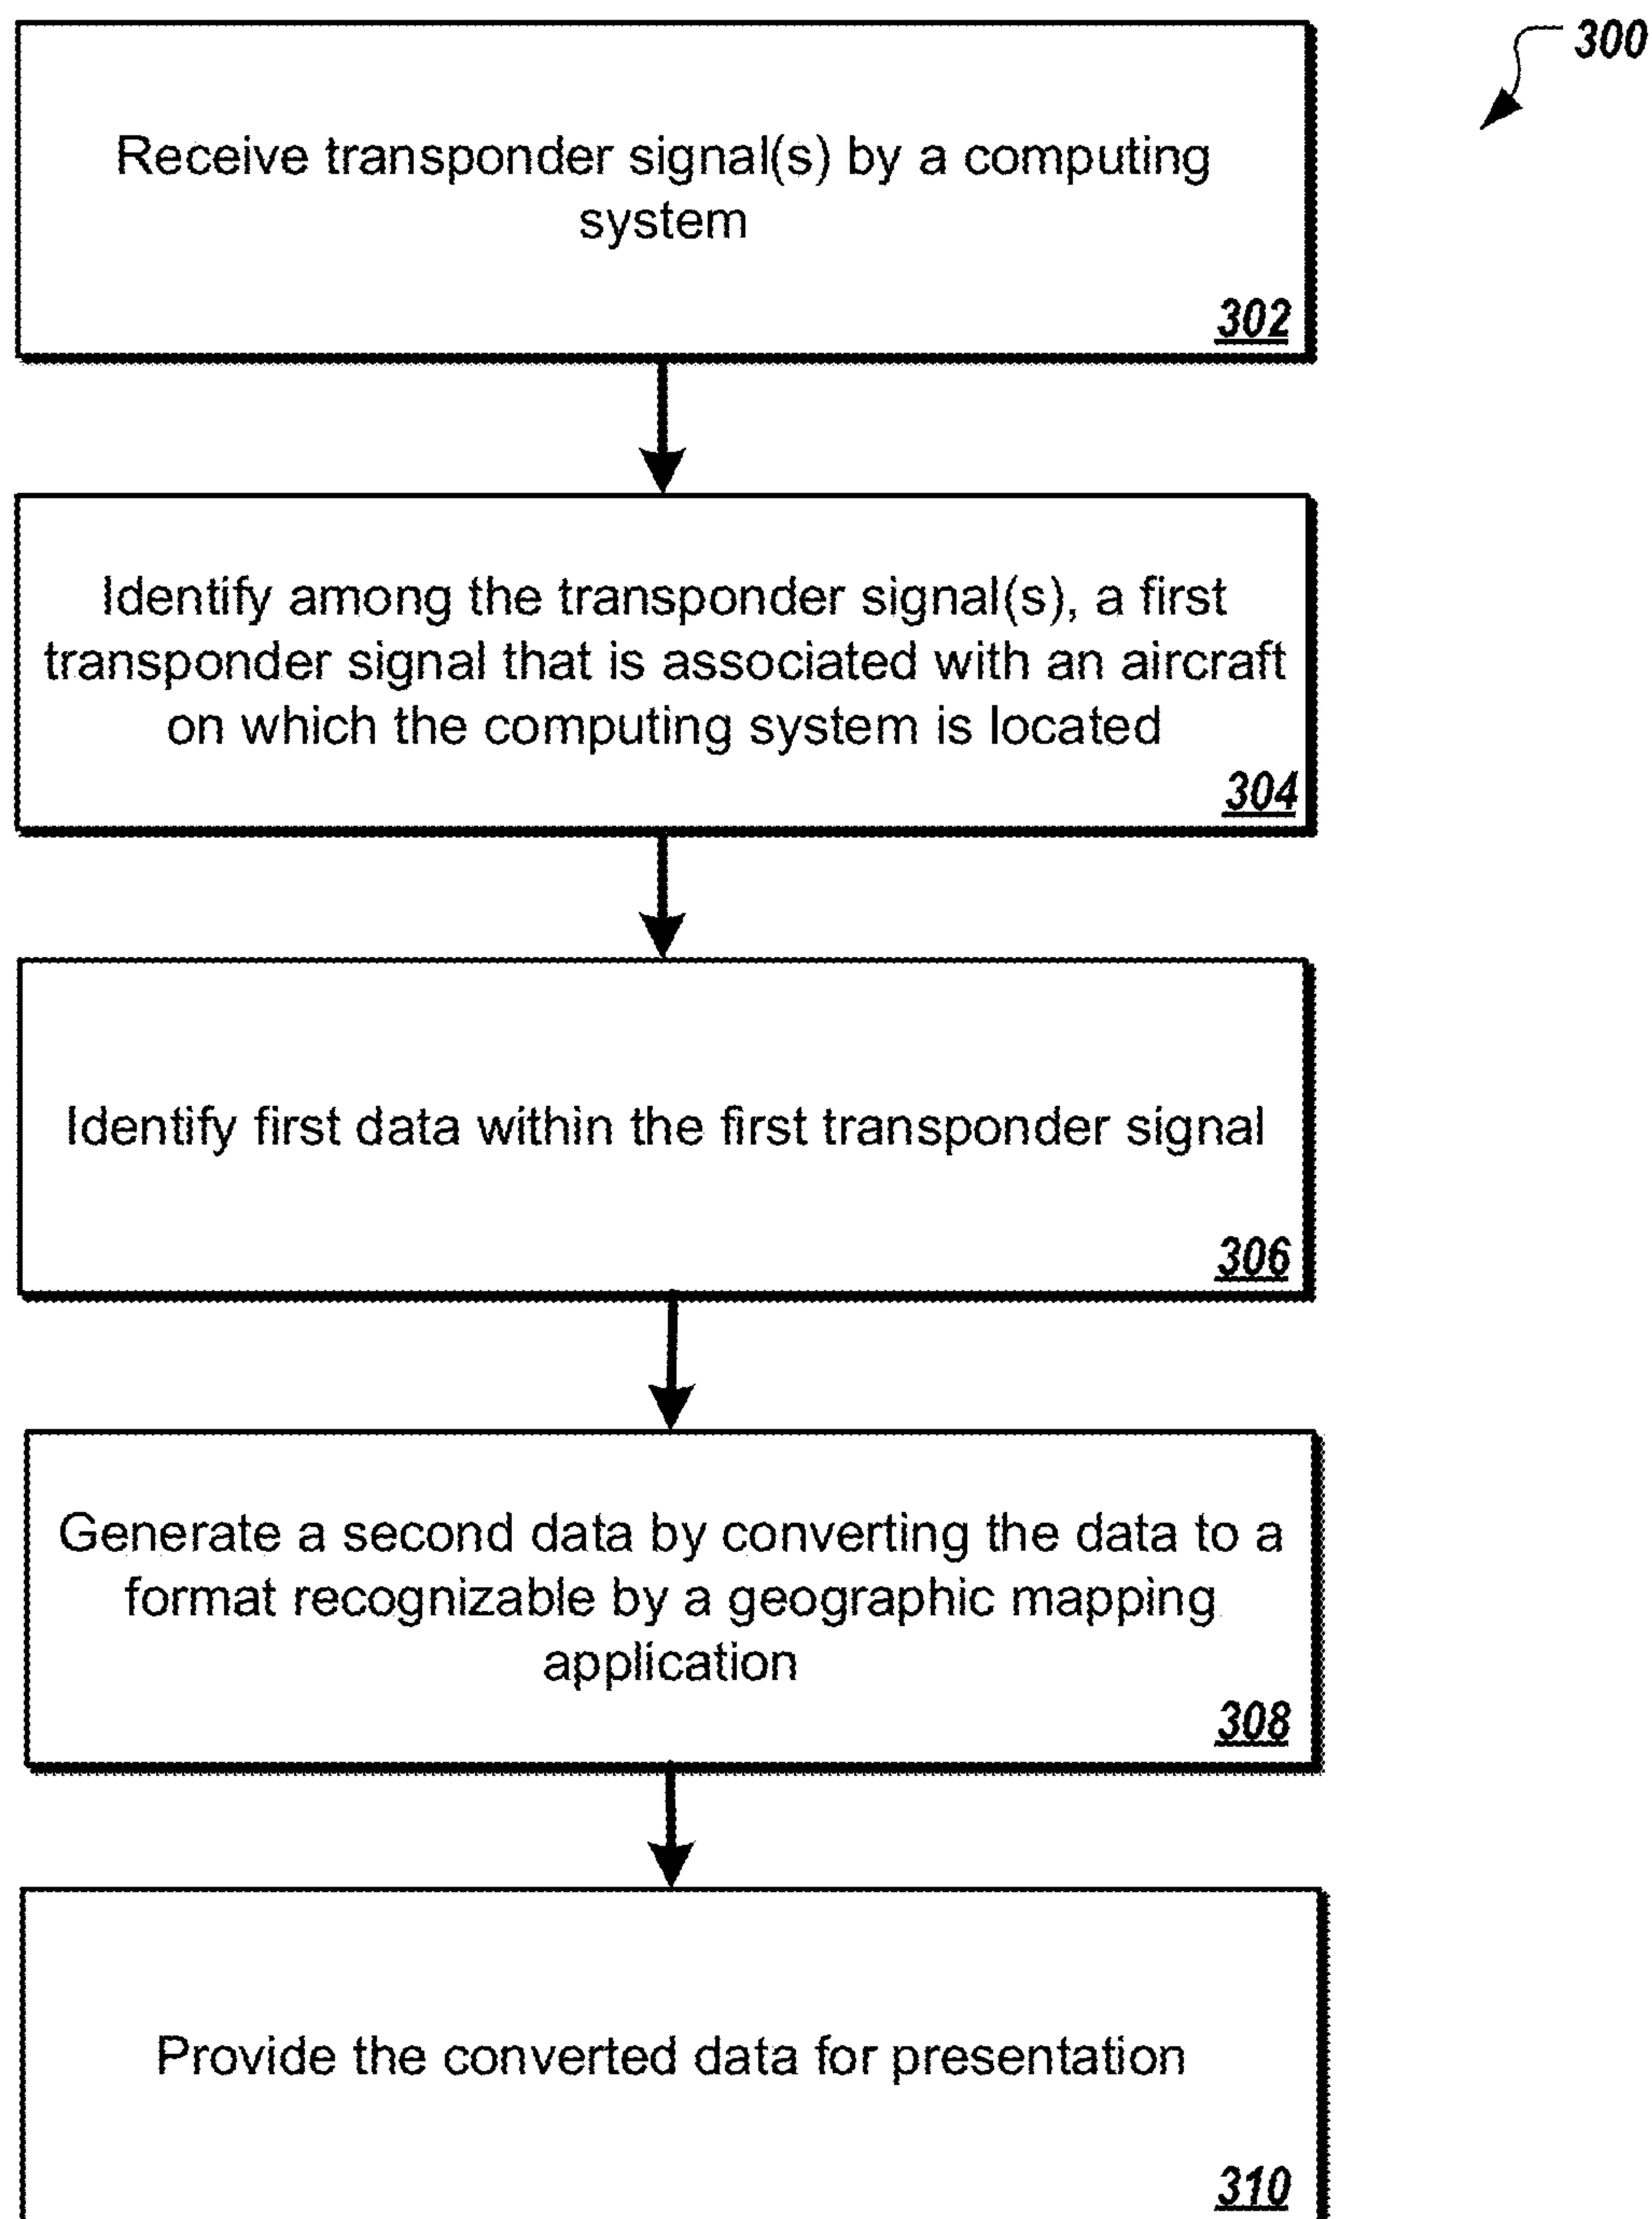 300
Receive transponder signal(s) by a computing
system
302
Identify among the transponder signal(s), a first
transponder signal that is associated with an aircraft
on which the computing system is located
304
Identify first data within the first transponder signal
306
Generate a second data by converting the data to a
format recognizable by a geographic mapping
application
308
Provide the converted data for presentation
310